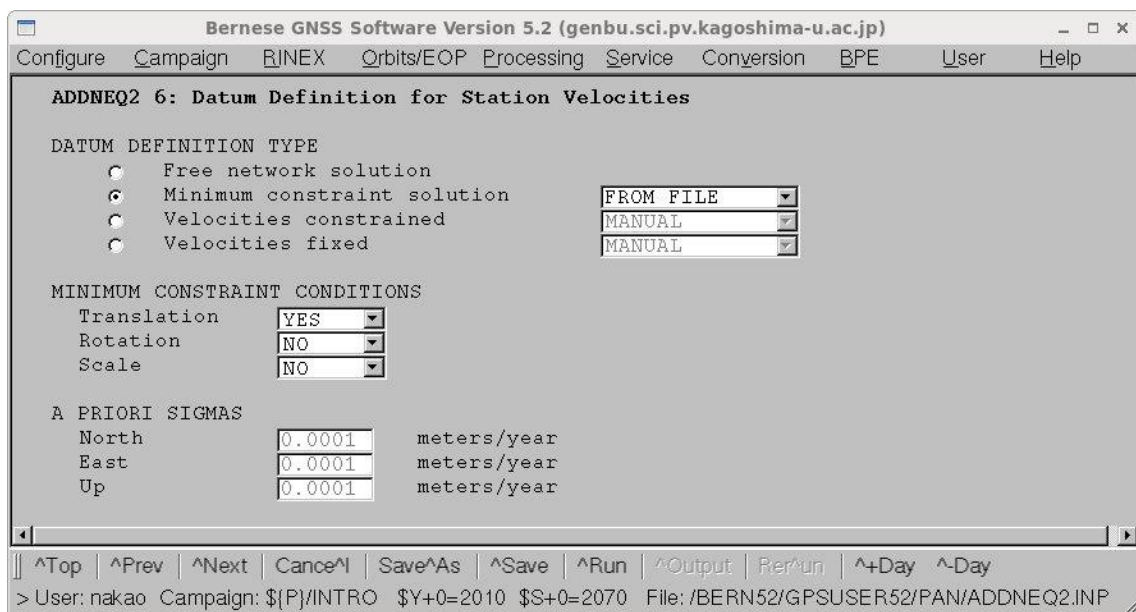 Bernese GNSS Software Version 5.2 (genbu.sci.pv.kagoshima-u.ac.jp)
Configure Campaign RINEX Orbits/EOP Processing Service Conversion BPE User Help
ADDNEQ2 6: Datum Definition for Station Velocities
DATUM DEFINITION TYPE
Free network solution
Minimum constraint solution FROM FILE
Velocities constrained MANUAL
Velocities fixed MANUAL
MINIMUM CONSTRAINT CONDITIONS
Translation YES
Rotation NO
Scale NO
A PRIORI SIGMAS
North 0.0001 meters/year
East 0.0001 meters/year
Up 0.0001 meters/year
^Top | ^Prev | ^Next | Cance^l | Save^As | ^Save | ^Run | ^Output | Rer^un | ^+Day ^-Day
> User: nakao Campaign: ${P}/INTRO $Y+0=2010 $S+0=2070 File: /BERN52/GPSUSER52/PAN/ADDNEQ2.INP